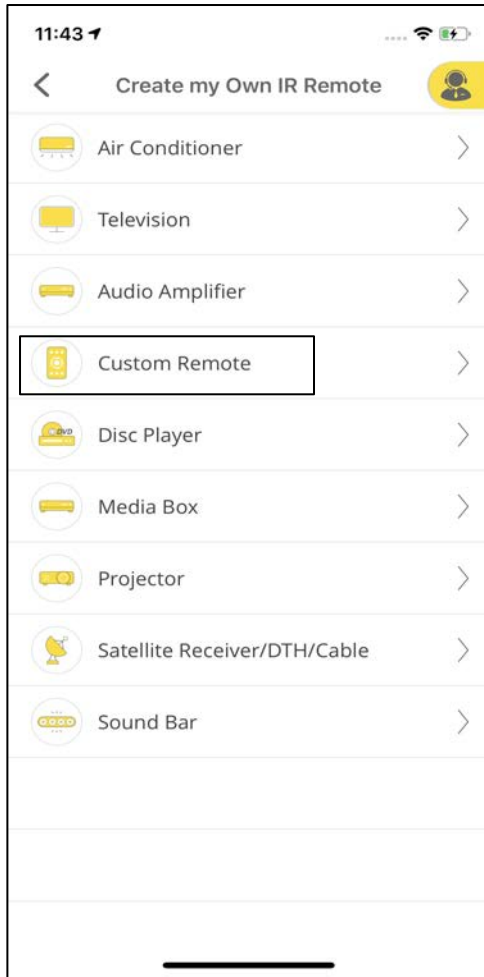 11:43
Create my Own IR Remote
Air Conditioner
Television
Audio Amplifier
Custom Remote
DVD
Disc Player
Media Box
Projector
Satellite Receiver/DTH/Cable
Sound Bar